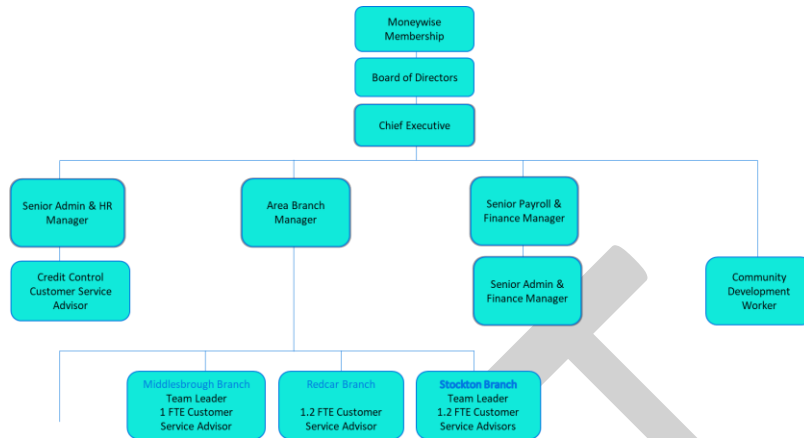 Moneywise
Membership
Board of Directors
Chief Executive
Senior Admin & HR
Manager
Area Branch
Manager
Senior Payroll &
Finance Manager
Credit Control
Customer Service
Advisor
Senior Admin &
Finance Manager
Community
Development
Worker
Middlesbrough Branch
Team Leader
1 FTE Customer
Service Advisor
Redcar Branch
1.2 FTE Customer
Service Advisor
Stockton Branch
Team Leader
1.2 FTE Customer
Service Advisors